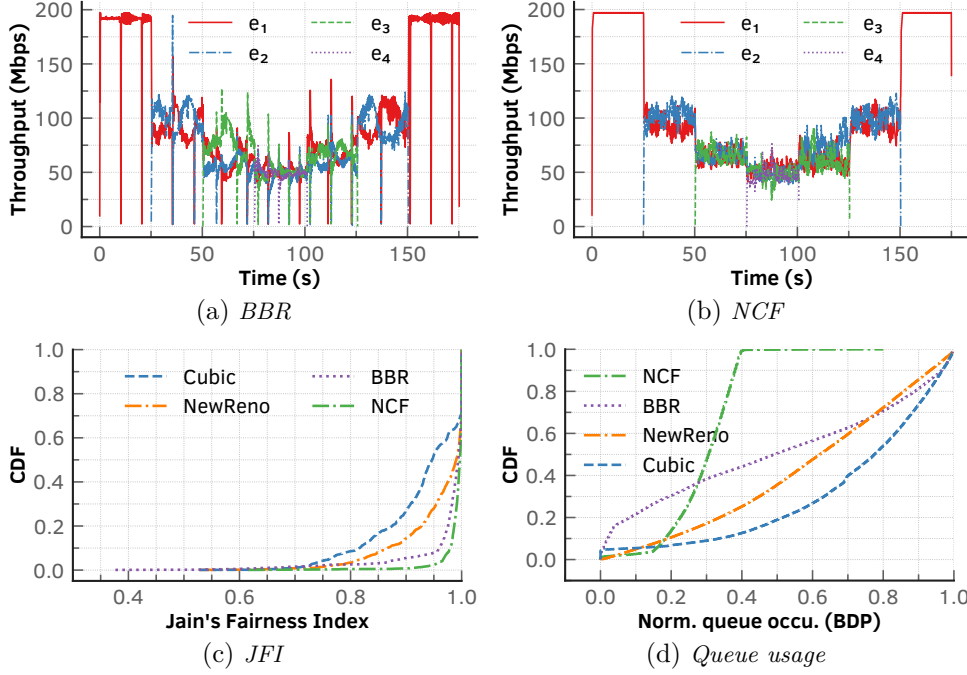 200
150
100
50
0
Throughput (Mbps)
e1
e2
e3
e4
0 50 100 150
Time (s)
(a) BBR
200
150
100
50
0
Throughput (Mbps)
e1
e2
e3
e4
0 50 100 150
Time (s)
(b) NCF
1.0
0.8
0.6
0.4
0.2
0.0
CDF
Cubic
NewReno
BBR
NCF
0.4 0.6 0.8 1.0
Jain's Fairness Index
(c) JFI
1.0
0.8
0.6
0.4
0.2
0.0
CDF
NCF
BBR
NewReno
Cubic
0.0 0.2 0.4 0.6 0.8 1.0
Norm. queue occu. (BDP)
(d) Queue usage